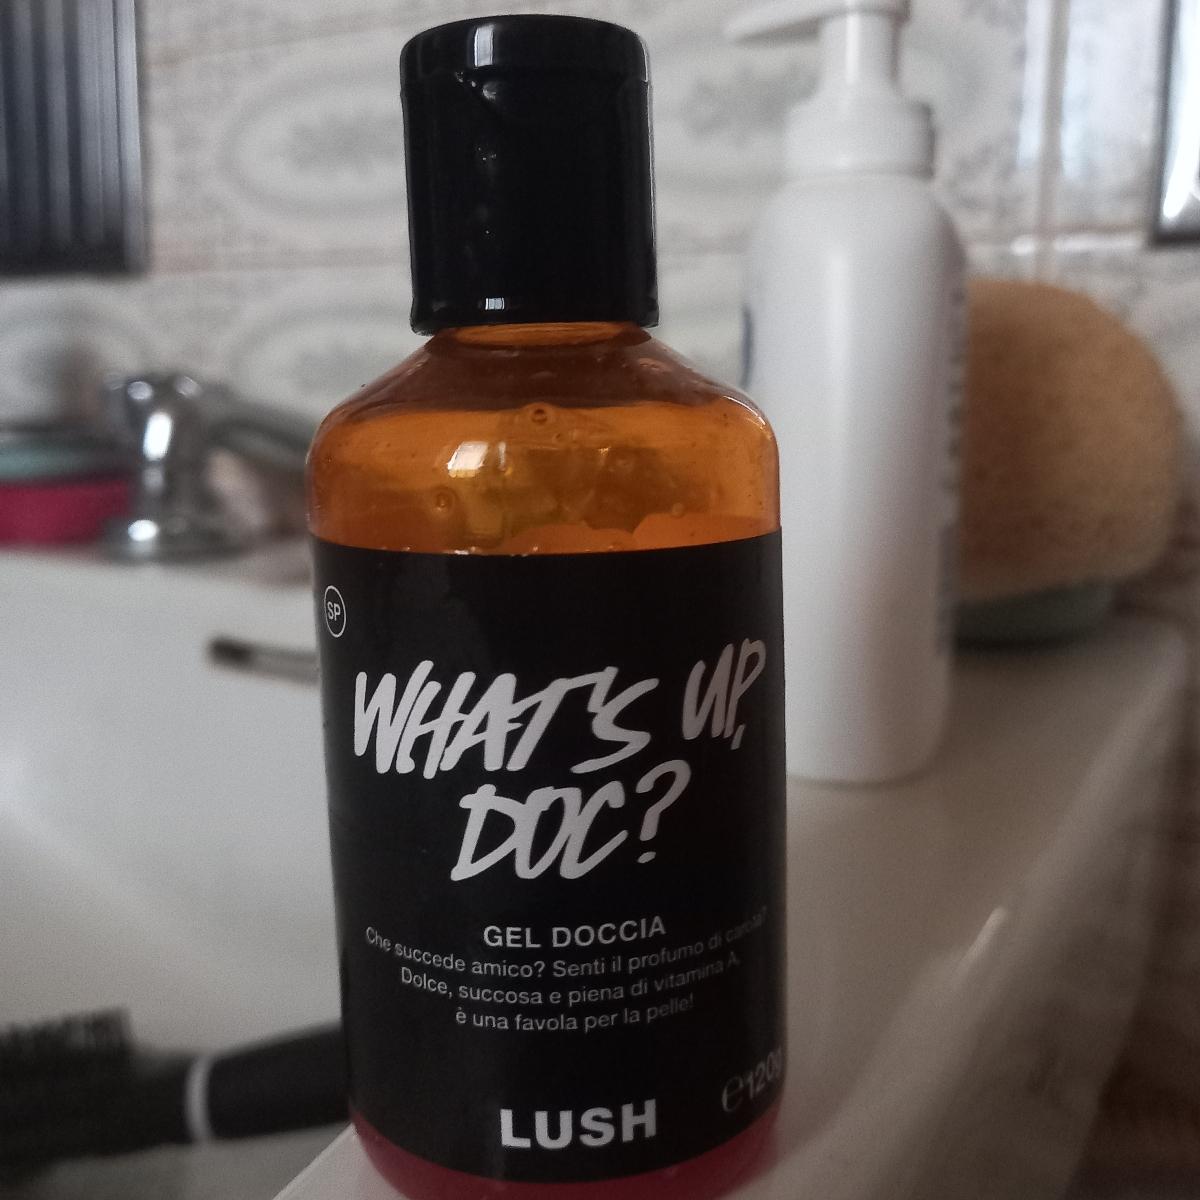 SP
WHAT'S UP,
DOC?
GEL DOCCIA
Che succede amico? Senti il profumo di carota?
Dolce, succosa e piena di vitamina A,
è una favola per la pelle!
℮120g
LUSH